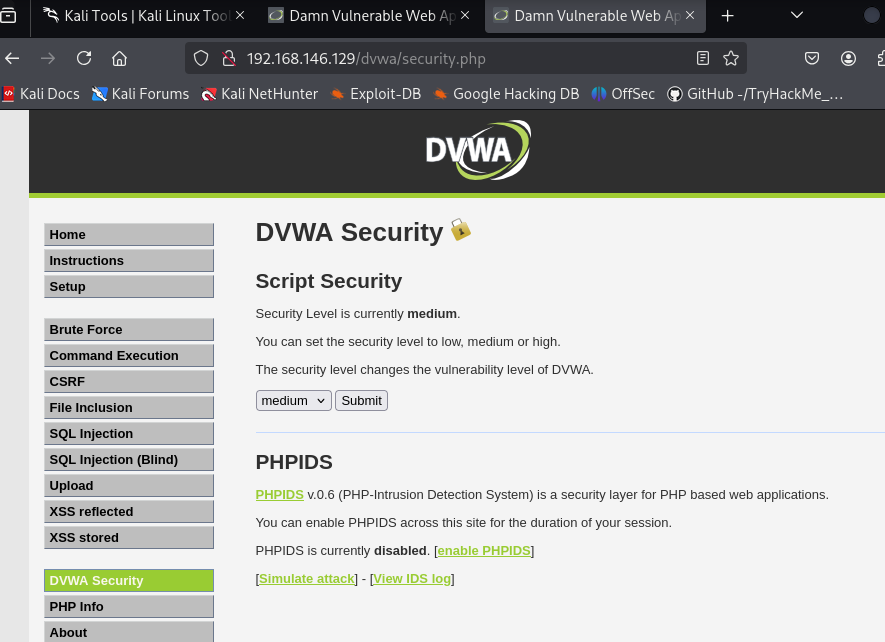 Kali Tools | Kali Linux Tool
Damn Vulnerable Web Ap
Damn Vulnerable Web Ap
192.168.146.129/dvwa/security.php
Kali Docs
Kali Forums
Kali NetHunter
Exploit-DB
Google Hacking DB
OffSec
GitHub -/TryHackMe_…
DVWA
Home
Instructions
Setup
Brute Force
Command Execution
CSRF
File Inclusion
SQL Injection
SQL Injection (Blind)
Upload
XSS reflected
XSS stored
DVWA Security
PHP Info
About
DVWA Security
Script Security
Security Level is currently medium.
You can set the security level to low, medium or high.
The security level changes the vulnerability level of DVWA.
medium Submit
PHPIDS
PHPIDS v.0.6 (PHP-Intrusion Detection System) is a security layer for PHP based web applications.
You can enable PHPIDS across this site for the duration of your session.
PHPIDS is currently disabled. [enable PHPIDS]
[Simulate attack] - [View IDS log]